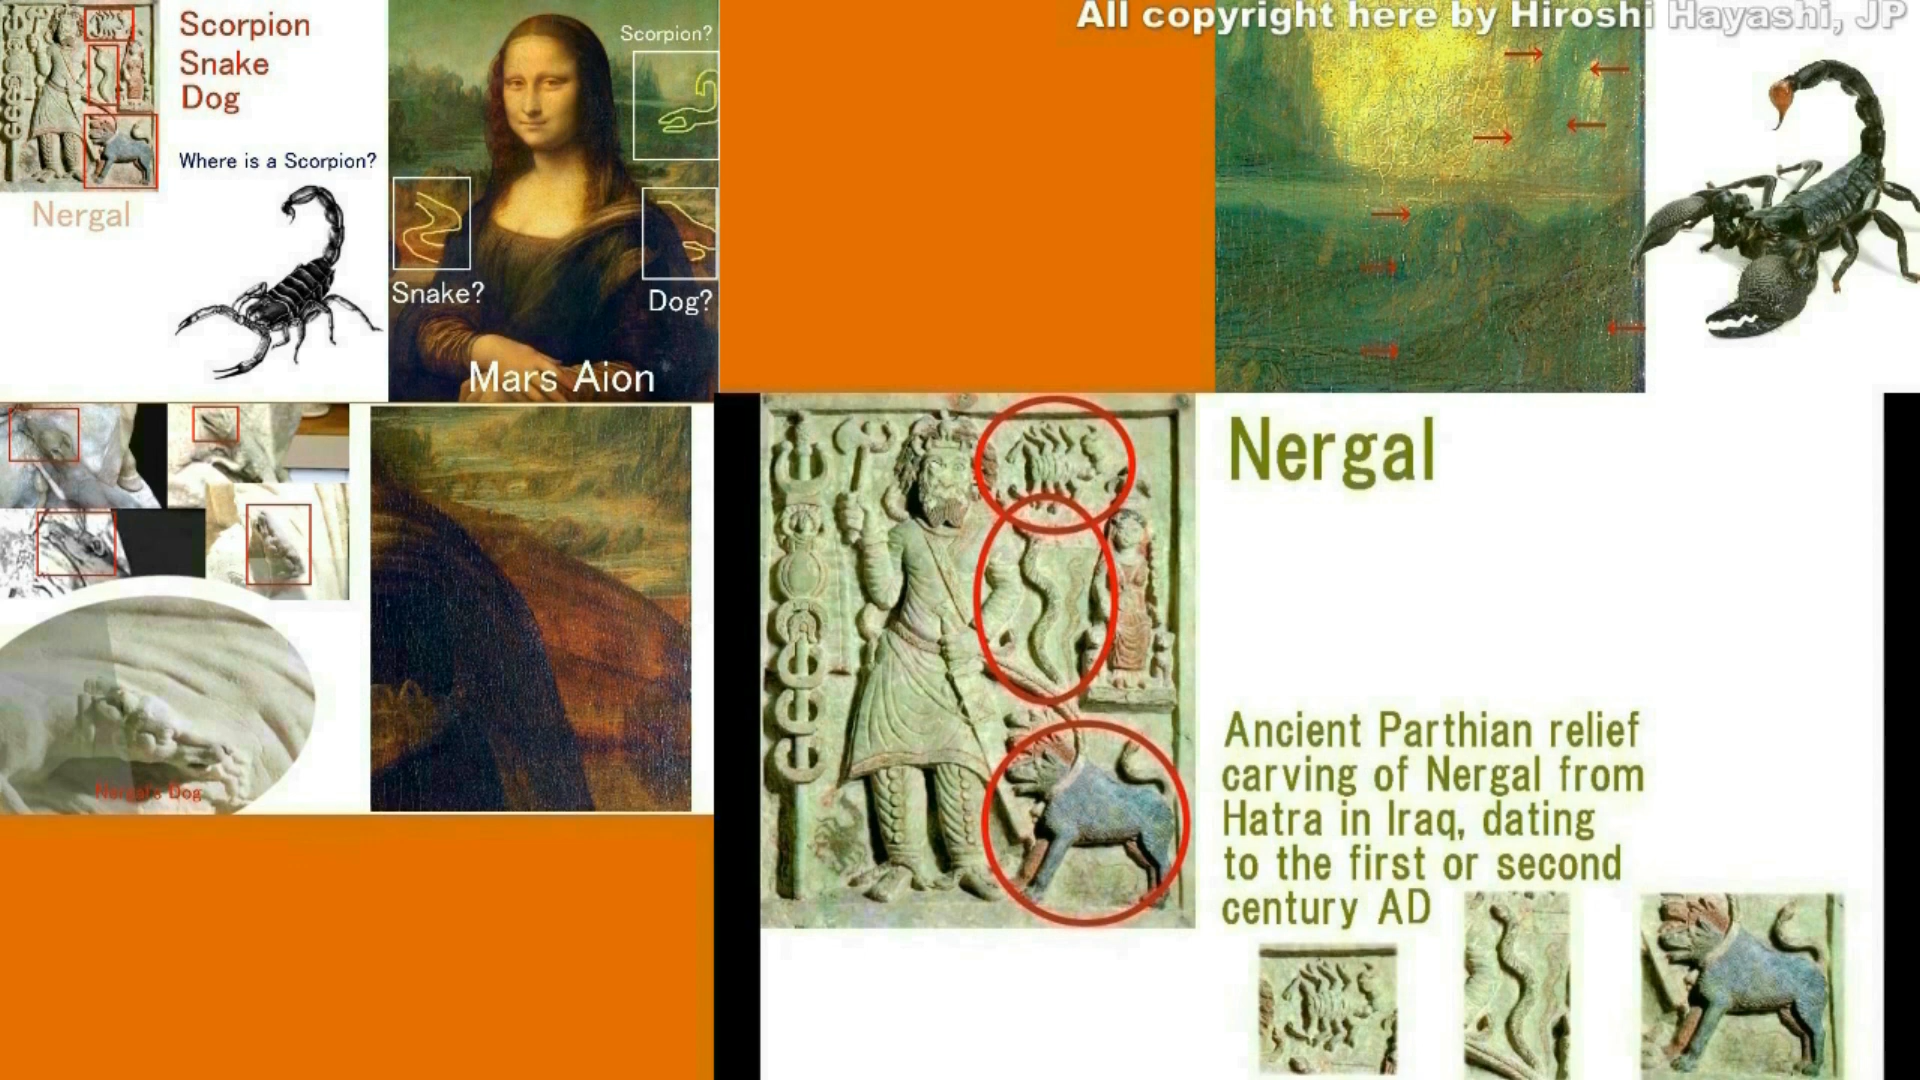 All copyright here by Hiroshi Hayashi, JP
Scorpion
Snake
Dog
Where is a Scorpion?
Nergal
Scorpion?
Snake?
Dog?
Mars Aion
Nergal's Dog
Nergal
Ancient Parthian relief
carving of Nergal from
Hatra in Iraq, dating
to the first or second
century AD